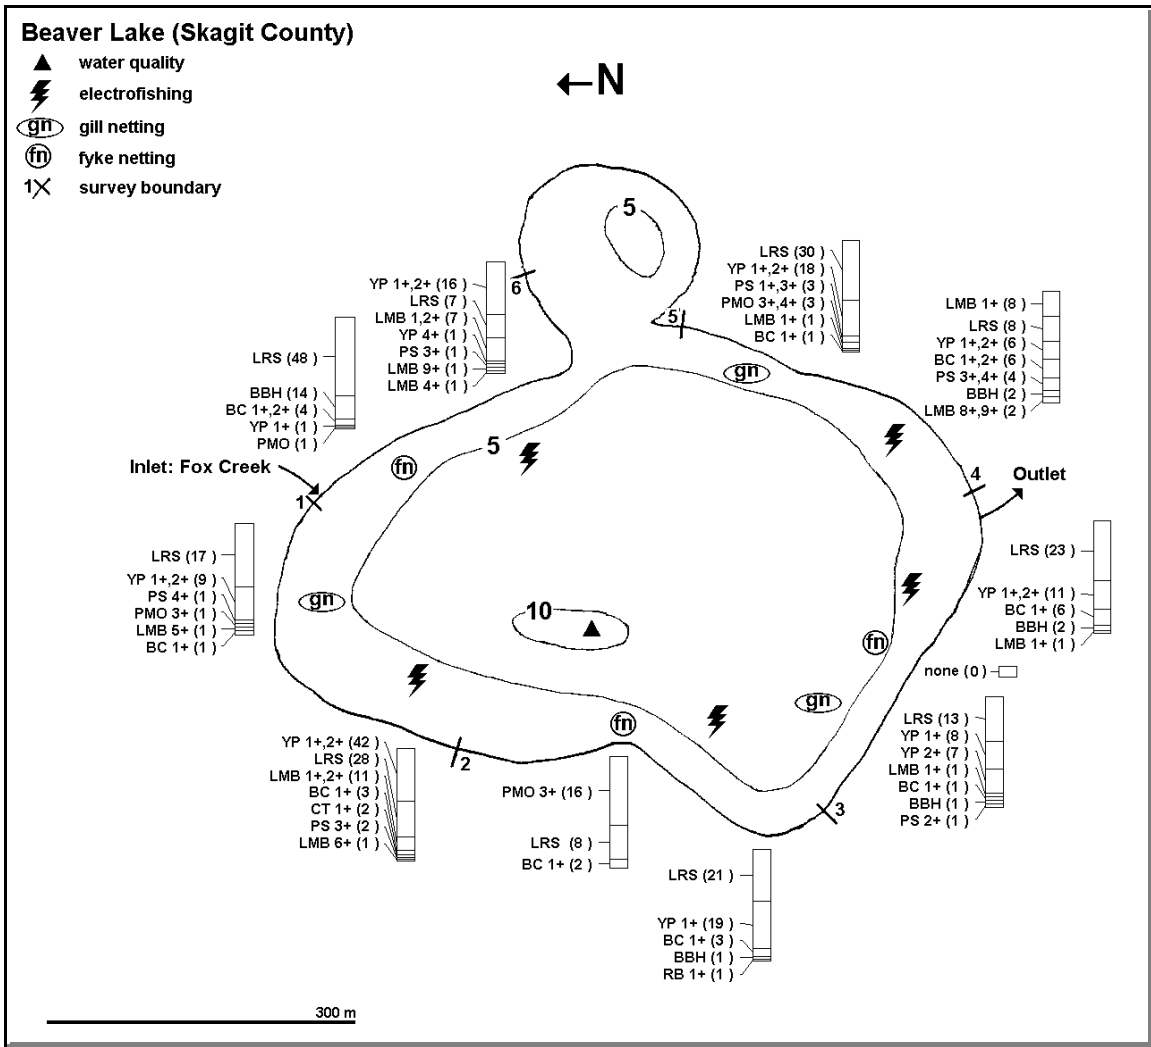 Beaver Lake (Skagit County)
water quality
electrofishing
gn gill netting
fn fyke netting
1 survey boundary
←N
5
6
5
YP 1+,2+ (16 )
LRS (7 )
LMB 1,2+ (7 )
YP 4+ (1 )
PS 3+ (1 )
LMB 9+ (1 )
LMB 4+ (1 )
LRS (30 )
YP 1+,2+ (18 )
PS 1+,3+ (3 )
PMO 3+,4+ (3 )
LMB 1+ (1 )
BC 1+ (1 )
LMB 1+ (8 )
LRS (8 )
YP 1+,2+ (6 )
BC 1+,2+ (6 )
PS 3+,4+ (4 )
BBH (2 )
LMB 8+,9+ (2 )
LRS (48 )
BBH (14 )
BC 1+,2+ (4 )
YP 1+ (1 )
PMO (1 )
gn
5
fn
Inlet: Fox Creek
1
4
Outlet
LRS (17 )
YP 1+,2+ (9 )
PS 4+ (1 )
PMO 3+ (1 )
LMB 5+ (1 )
BC 1+ (1 )
gn
10
LRS (23 )
YP 1+,2+ (11 )
BC 1+ (6 )
BBH (2 )
LMB 1+ (1 )
fn
none (0 )
gn
fn
LRS (13 )
YP 1+ (8 )
YP 2+ (7 )
LMB 1+ (1 )
BC 1+ (1 )
BBH (1 )
PS 2+ (1 )
YP 1+,2+ (42 )
LRS (28 )
LMB 1+,2+ (11 )
BC 1+ (3 )
CT 1+ (2 )
PS 3+ (2 )
LMB 6+ (1 )
2
PMO 3+ (16 )
LRS (8 )
BC 1+ (2 )
3
LRS (21 )
YP 1+ (19 )
BC 1+ (3 )
BBH (1 )
RB 1+ (1 )
300 m